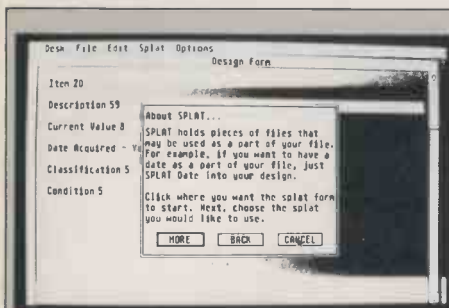 Desk File Edit Splat Options
Design Form
Item 20
Description 59
Current Value 8
Date Acquired -
Classification 5
Condition 5
About SPLAT...
SPLAT holds pieces of files that
may be used as a part of your file.
For example, if you want to have a
date as a part of your file, just
SPLAT Date into your design.
Click where you want the splat form
to start. Next, choose the splat
you would like to use.
MORE BACK CANCEL